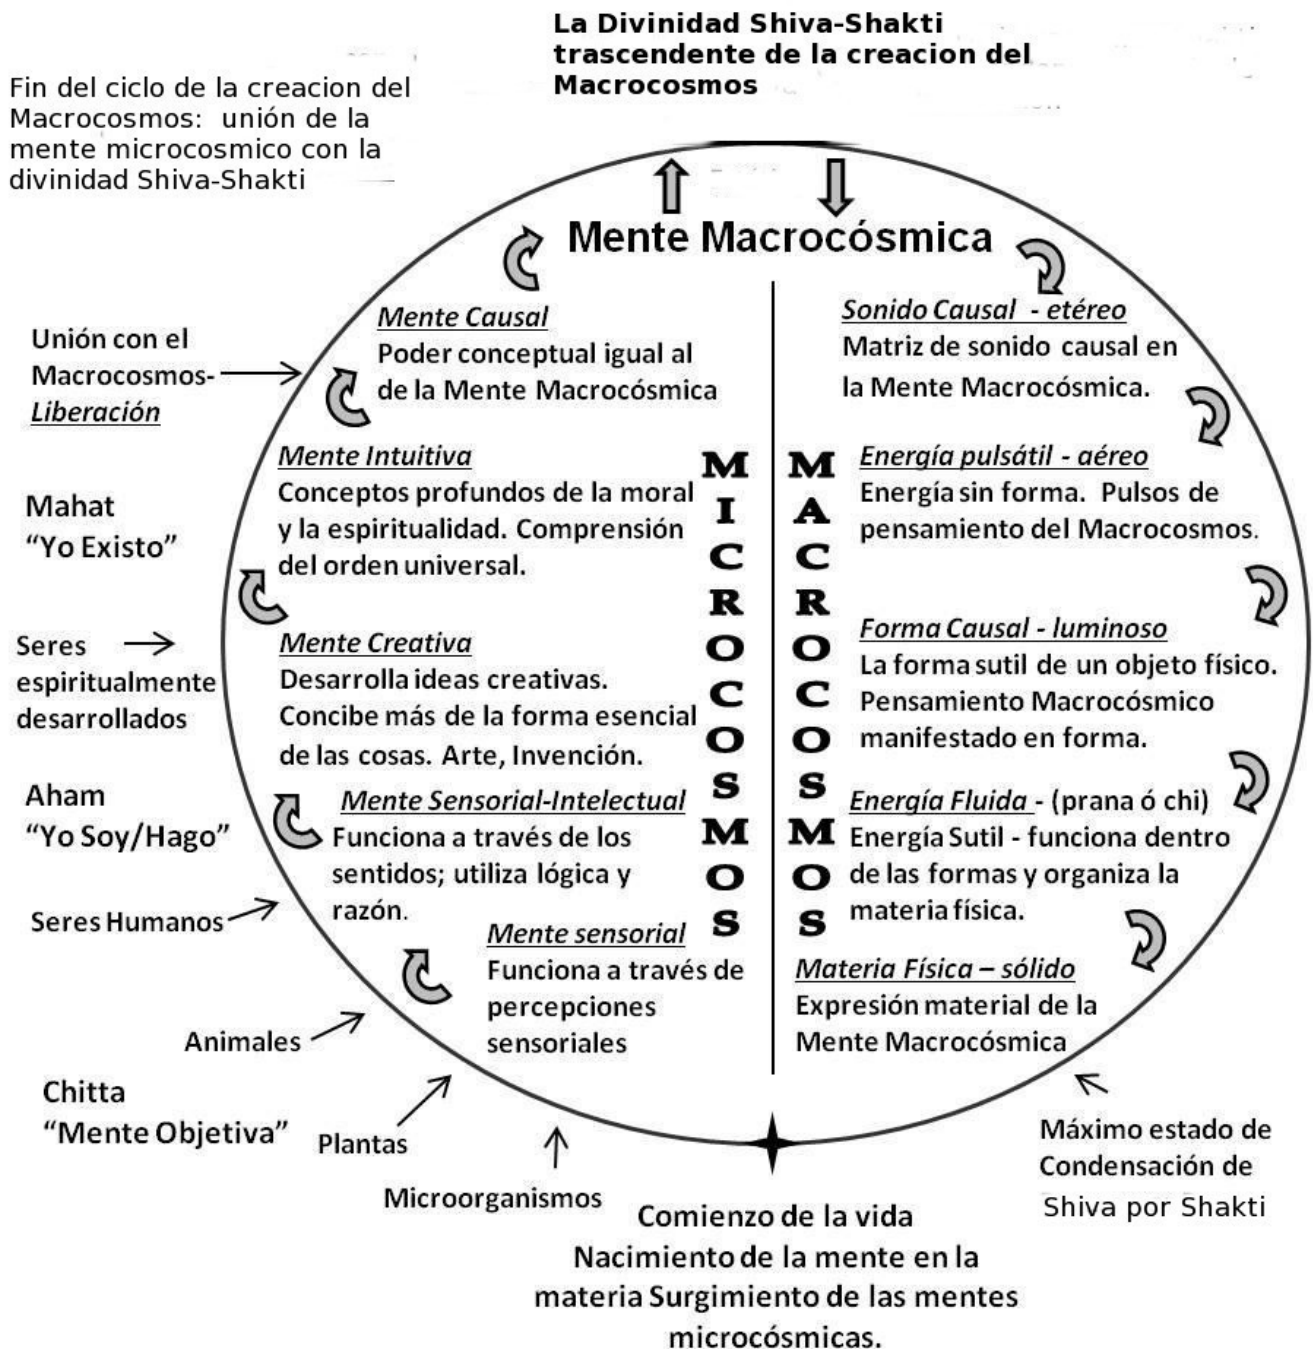 La Divinidad Shiva-Shakti
trascendente de la creacion del
Macrocosmos
Fin del ciclo de la creacion del
Macrocosmos: unión de la
mente microcosmico con la
divinidad Shiva-Shakti
Mente Macrocósmica
Mente Causal
Poder conceptual igual al
de la Mente Macrocósmica
Unión con el
Macrocosmos-
Liberación
Mente Intuitiva
Conceptos profundos de la moral
y la espiritualidad. Comprensión
del orden universal.
Mahat
“Yo Existo”
Mente Creativa
Desarrolla ideas creativas.
Concibe más de la forma esencial
de las cosas. Arte, Invención.
Seres
espiritualmente
desarrollados
Mente Sensorial-Intelectual
Funciona a través de los
sentidos; utiliza lógica y
razón.
Aham
“Yo Soy/Hago”
Seres Humanos
Mente sensorial
Funciona a través de
percepciones
sensoriales
Animales
Chitta
“Mente Objetiva”
Plantas
Microorganismos
MICROCOSMOS
MACROCOSMOS
Sonido Causal - etéreo
Matriz de sonido causal en
la Mente Macrocósmica.
Energía pulsátil - aéreo
Energía sin forma. Pulsos de
pensamiento del Macrocosmos.
Forma Causal - luminoso
La forma sutil de un objeto físico.
Pensamiento Macrocósmico
manifestado en forma.
Energía Fluida - (prana ó chi)
Energía Sutil - funciona dentro
de las formas y organiza la
materia física.
Materia Física – sólido
Expresión material de la
Mente Macrocósmica
Máximo estado de
Condensación de
Shiva por Shakti
Comienzo de la vida
Nacimiento de la mente en la
materia Surgimiento de las mentes
microcósmicas.